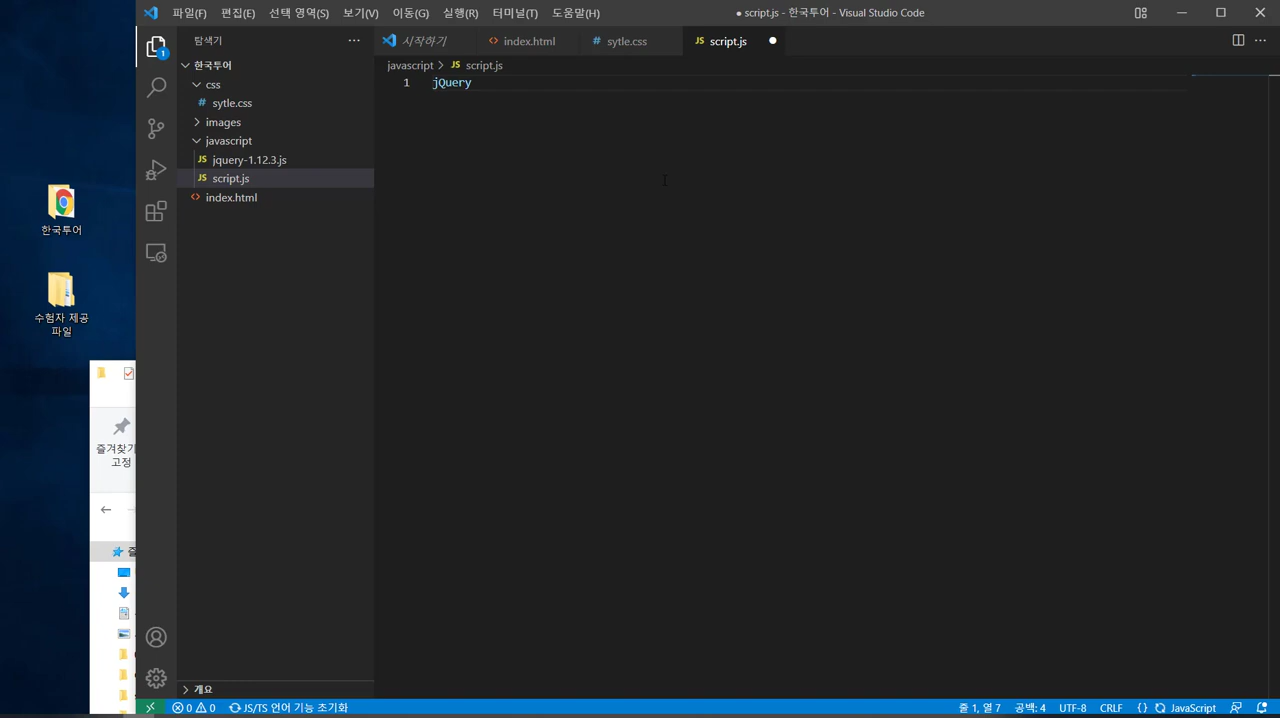 파일(F) 편집(E) 선택 영역(S) 보기(V) 이동(G) 실행(R) 터미널(T) 도움말(H)
● script.js - 한국투어 - Visual Studio Code
탐색기
시작하기
index.html
# sytle.css
JS script.js
한국투어
javascript > JS script.js
css
1 jQuery
# sytle.css
images
javascript
JS jquery-1.12.3.js
JS script.js
index.html
1
한국투어
수험자 제공
파일
즐겨찾기
고정
개요
0 0 JS/TS 언어 기능 초기화
줄 1, 열 7 공백: 4 UTF-8 CRLF { } JavaScript